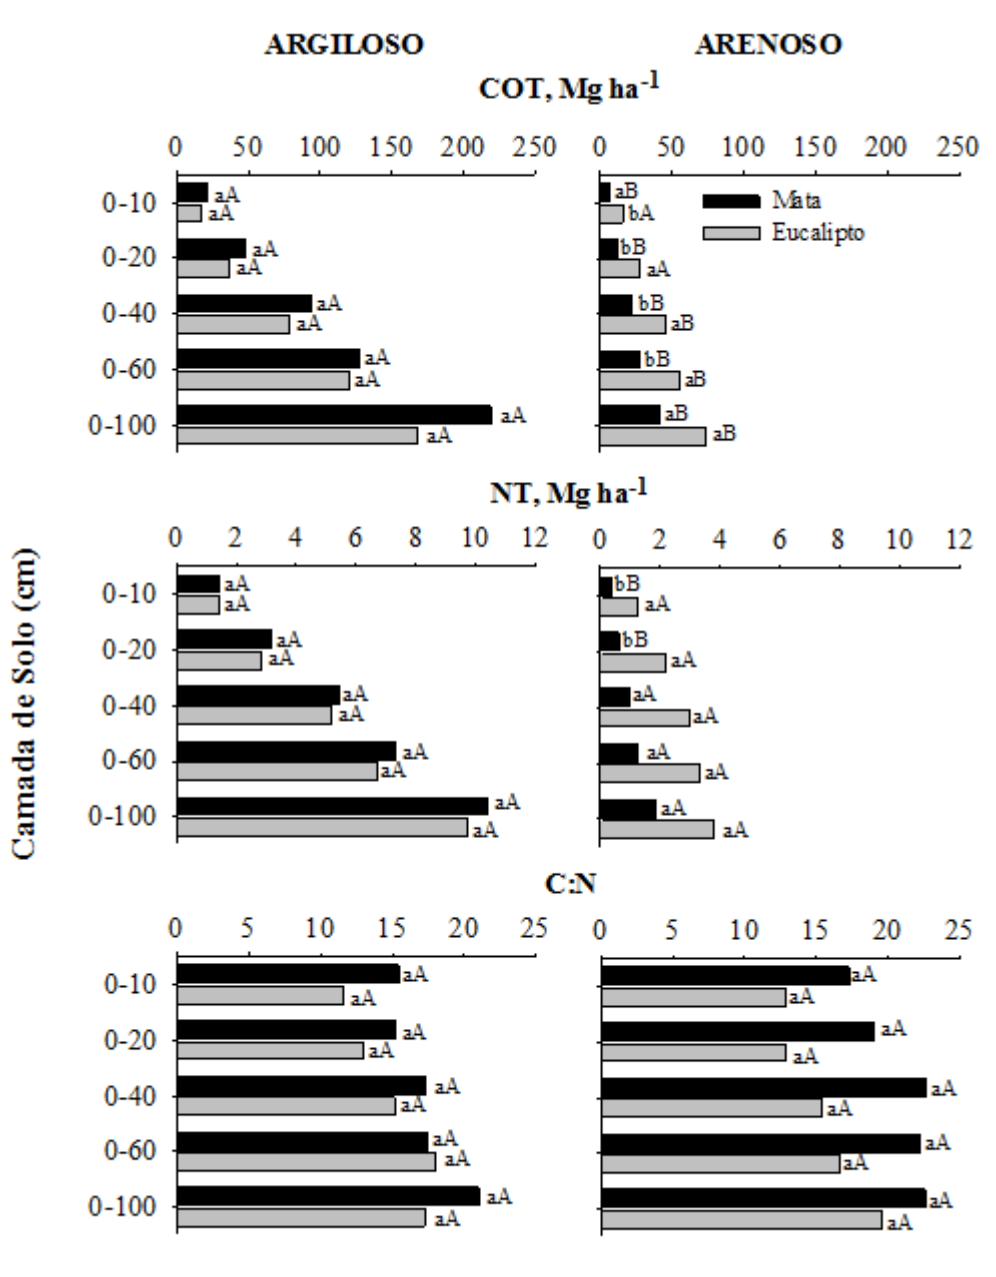 ARGILOSO ARENOSO
COT, Mg ha-1
0 50 100 150 200 250 0 50 100 150 200 250
0-10 aA aB Mata
aA bA
Eucalipto
0-20 aA bB
aA aA
0-40 aA bB
aA aB
0-60 aA bB
aA aB
0-100 aA aB
aA aB
NT, Mg ha-1
0 2 4 6 8 10 12 0 2 4 6 8 10 12
0-10 aA bB
aA aA
0-20 aA bB
aA aA
0-40 aA aA
aA aA
0-60 aA aA
aA aA
0-100 aA aA
aA aA
Camada de Solo (cm)
C:N
0 5 10 15 20 25 0 5 10 15 20 25
0-10 aA aA
aA aA
0-20 aA aA
aA aA
0-40 aA aA
aA aA
0-60 aA aA
aA aA
0-100 aA aA
aA aA